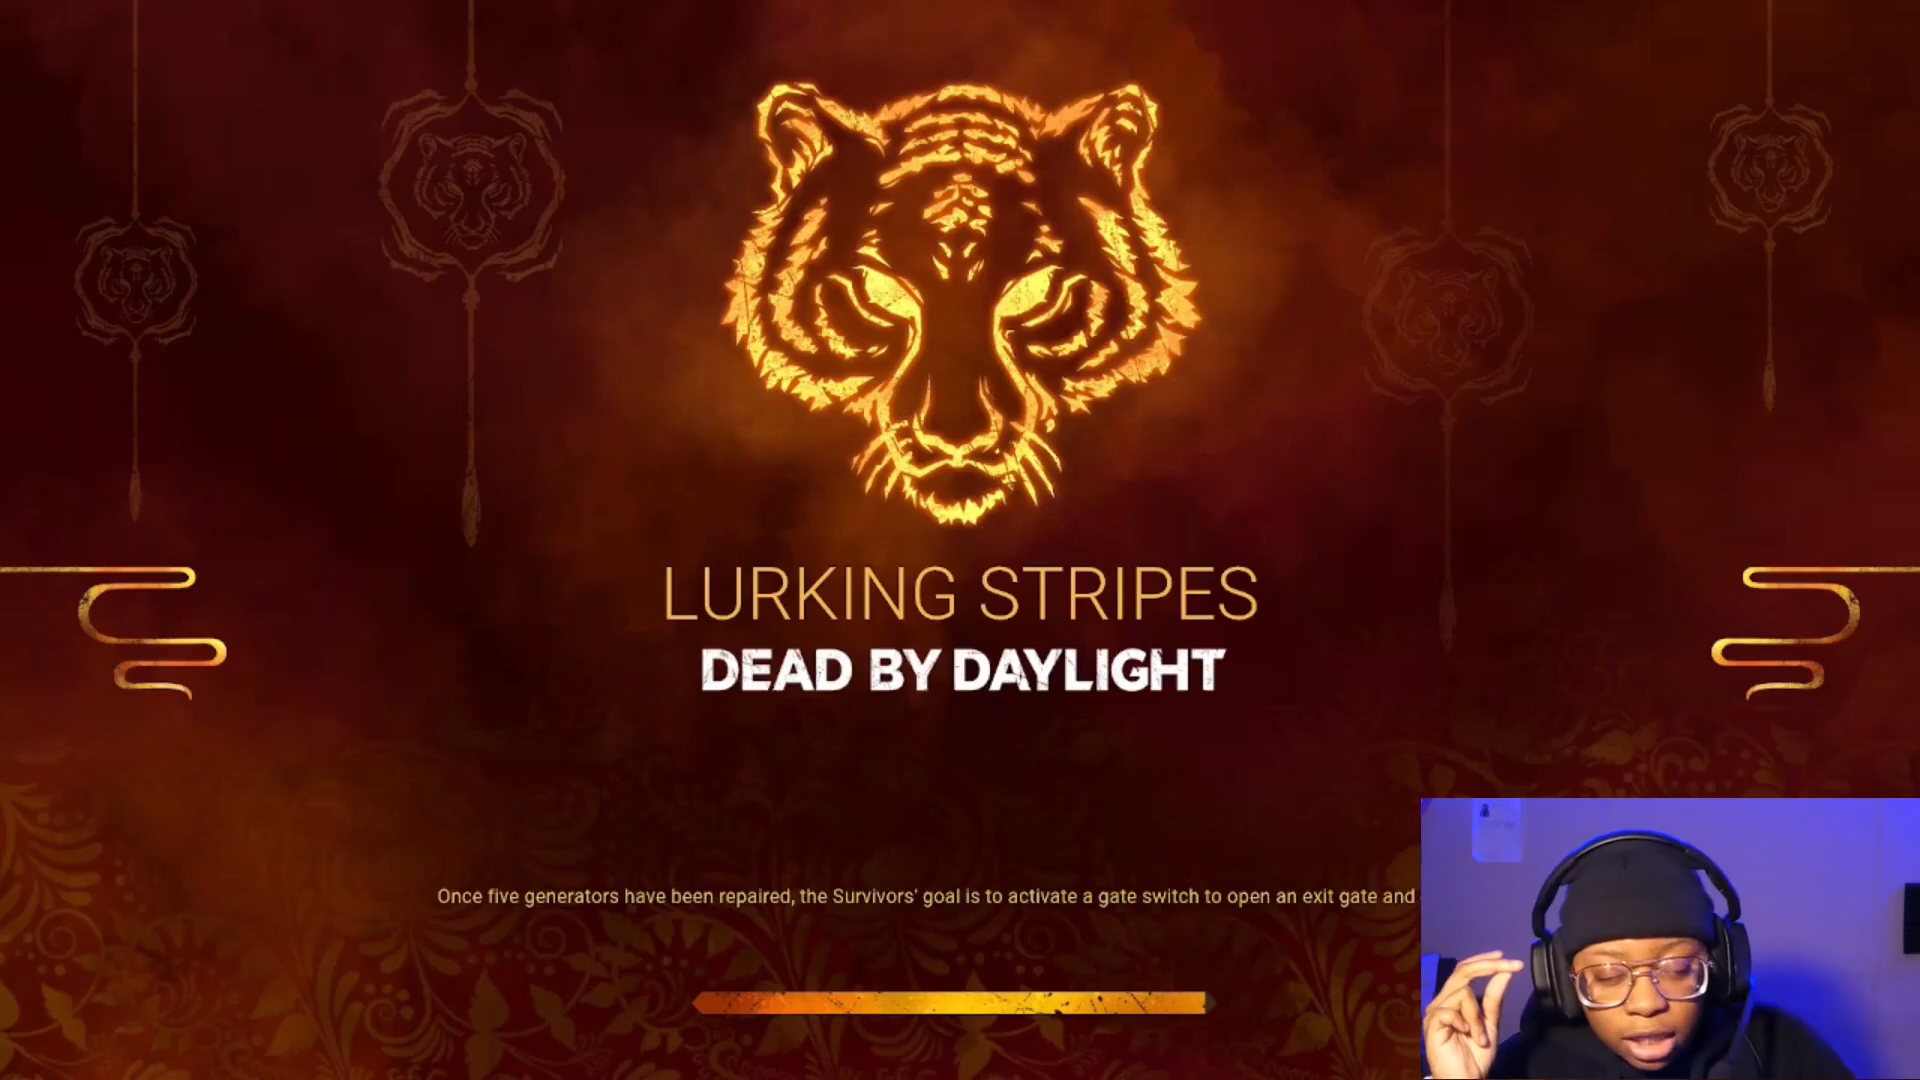 LURKING STRIPES
DEAD BY DAYLIGHT
Once five generators have been repaired, the Survivors' goal is to activate a gate switch to open an exit gate and